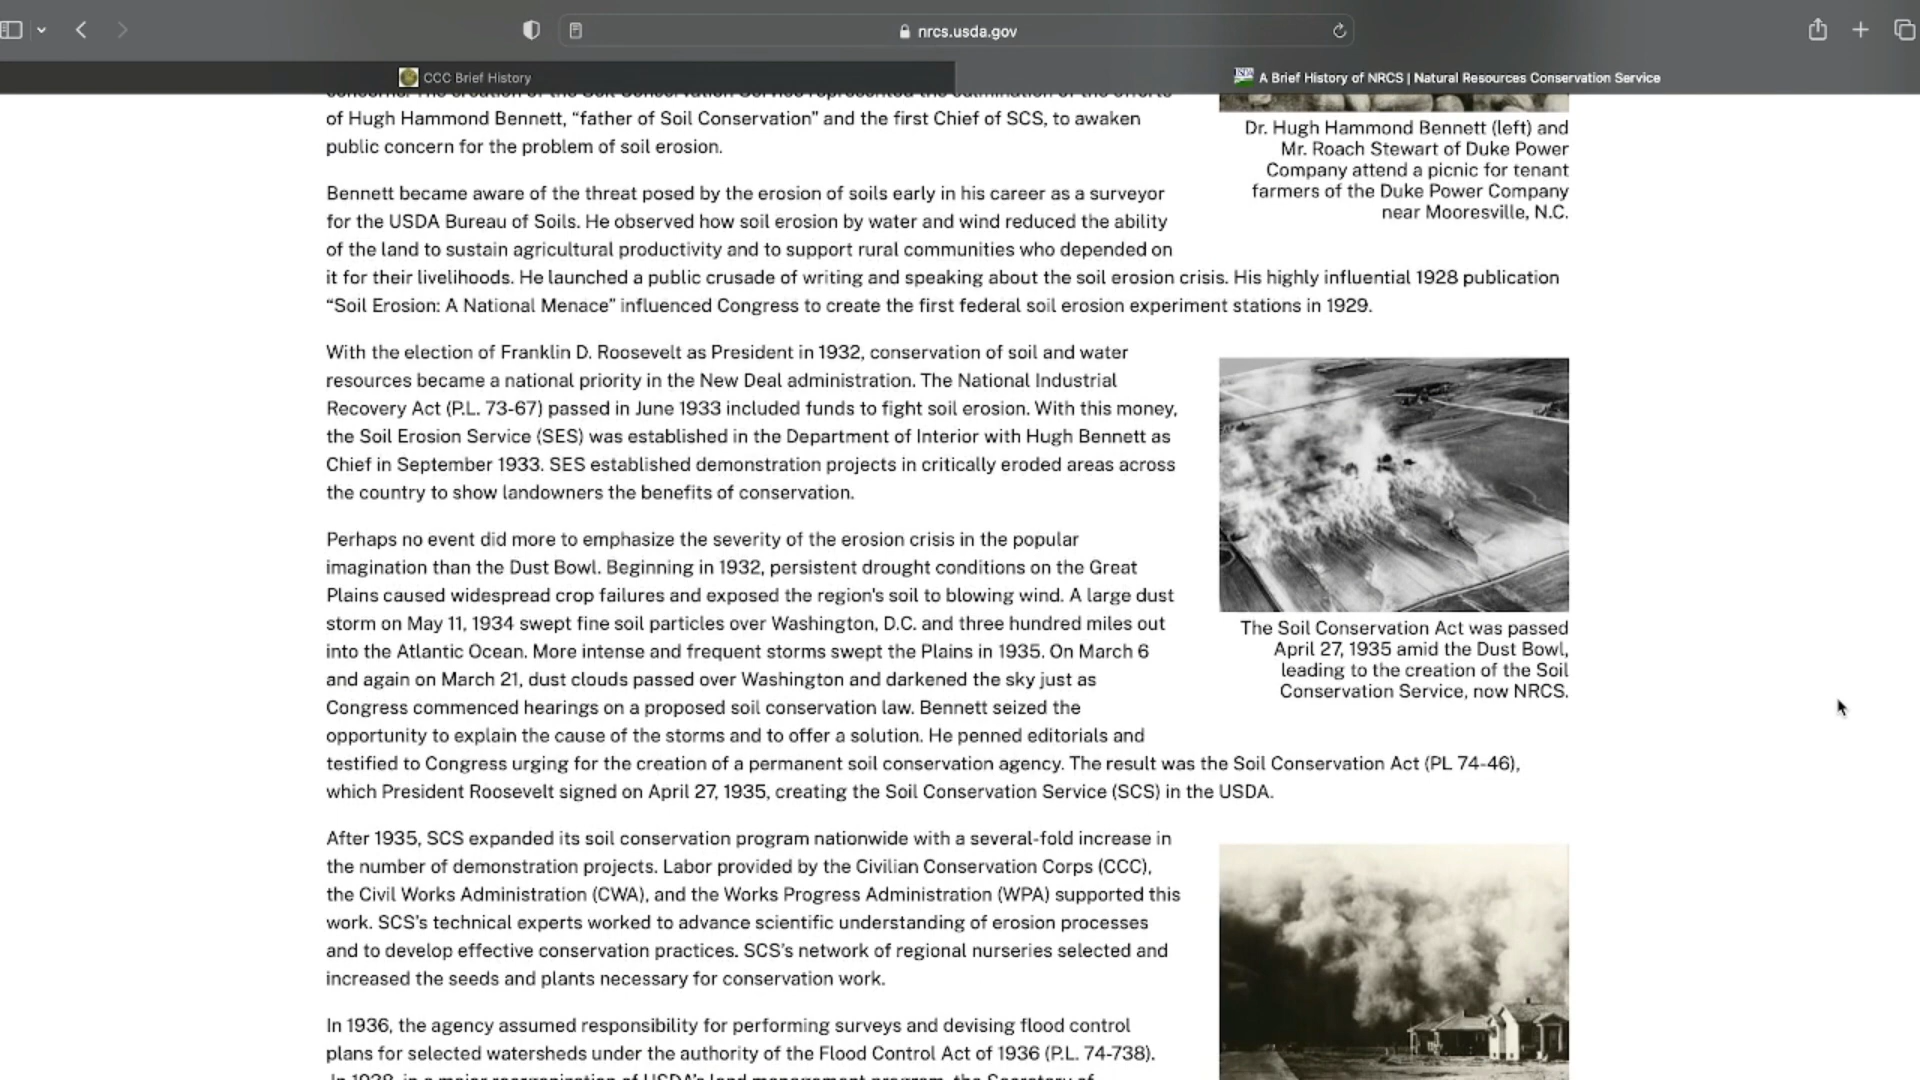 nrcs.usda.gov
CCC Brief History
A Brief History of NRCS | Natural Resources Conservation Service
of Hugh Hammond Bennett, “father of Soil Conservation” and the first Chief of SCS, to awaken
public concern for the problem of soil erosion.
Dr. Hugh Hammond Bennett (left) and
Mr. Roach Stewart of Duke Power
Company attend a picnic for tenant
farmers of the Duke Power Company
near Mooresville, N.C.
Bennett became aware of the threat posed by the erosion of soils early in his career as a surveyor
for the USDA Bureau of Soils. He observed how soil erosion by water and wind reduced the ability
of the land to sustain agricultural productivity and to support rural communities who depended on
it for their livelihoods. He launched a public crusade of writing and speaking about the soil erosion crisis. His highly influential 1928 publication
“Soil Erosion: A National Menace” influenced Congress to create the first federal soil erosion experiment stations in 1929.
With the election of Franklin D. Roosevelt as President in 1932, conservation of soil and water
resources became a national priority in the New Deal administration. The National Industrial
Recovery Act (P.L. 73-67) passed in June 1933 included funds to fight soil erosion. With this money,
the Soil Erosion Service (SES) was established in the Department of Interior with Hugh Bennett as
Chief in September 1933. SES established demonstration projects in critically eroded areas across
the country to show landowners the benefits of conservation.
Perhaps no event did more to emphasize the severity of the erosion crisis in the popular
imagination than the Dust Bowl. Beginning in 1932, persistent drought conditions on the Great
Plains caused widespread crop failures and exposed the region's soil to blowing wind. A large dust
storm on May 11, 1934 swept fine soil particles over Washington, D.C. and three hundred miles out
into the Atlantic Ocean. More intense and frequent storms swept the Plains in 1935. On March 6
and again on March 21, dust clouds passed over Washington and darkened the sky just as
Congress commenced hearings on a proposed soil conservation law. Bennett seized the
opportunity to explain the cause of the storms and to offer a solution. He penned editorials and
testified to Congress urging for the creation of a permanent soil conservation agency. The result was the Soil Conservation Act (PL 74-46),
which President Roosevelt signed on April 27, 1935, creating the Soil Conservation Service (SCS) in the USDA.
The Soil Conservation Act was passed
April 27, 1935 amid the Dust Bowl,
leading to the creation of the Soil
Conservation Service, now NRCS.
After 1935, SCS expanded its soil conservation program nationwide with a several-fold increase in
the number of demonstration projects. Labor provided by the Civilian Conservation Corps (CCC),
the Civil Works Administration (CWA), and the Works Progress Administration (WPA) supported this
work. SCS’s technical experts worked to advance scientific understanding of erosion processes
and to develop effective conservation practices. SCS’s network of regional nurseries selected and
increased the seeds and plants necessary for conservation work.
In 1936, the agency assumed responsibility for performing surveys and devising flood control
plans for selected watersheds under the authority of the Flood Control Act of 1936 (P.L. 74-738).